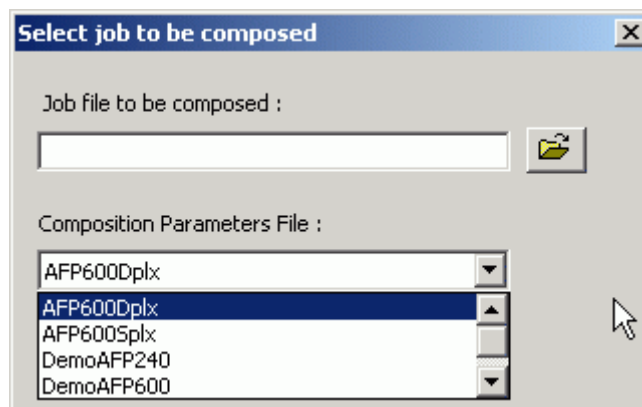 Select job to be composed
Job file to be composed :
Composition Parameters File :
AFP600Dplx
AFP600Dplx
AFP600Splx
DemoAFP240
DemoAFP600